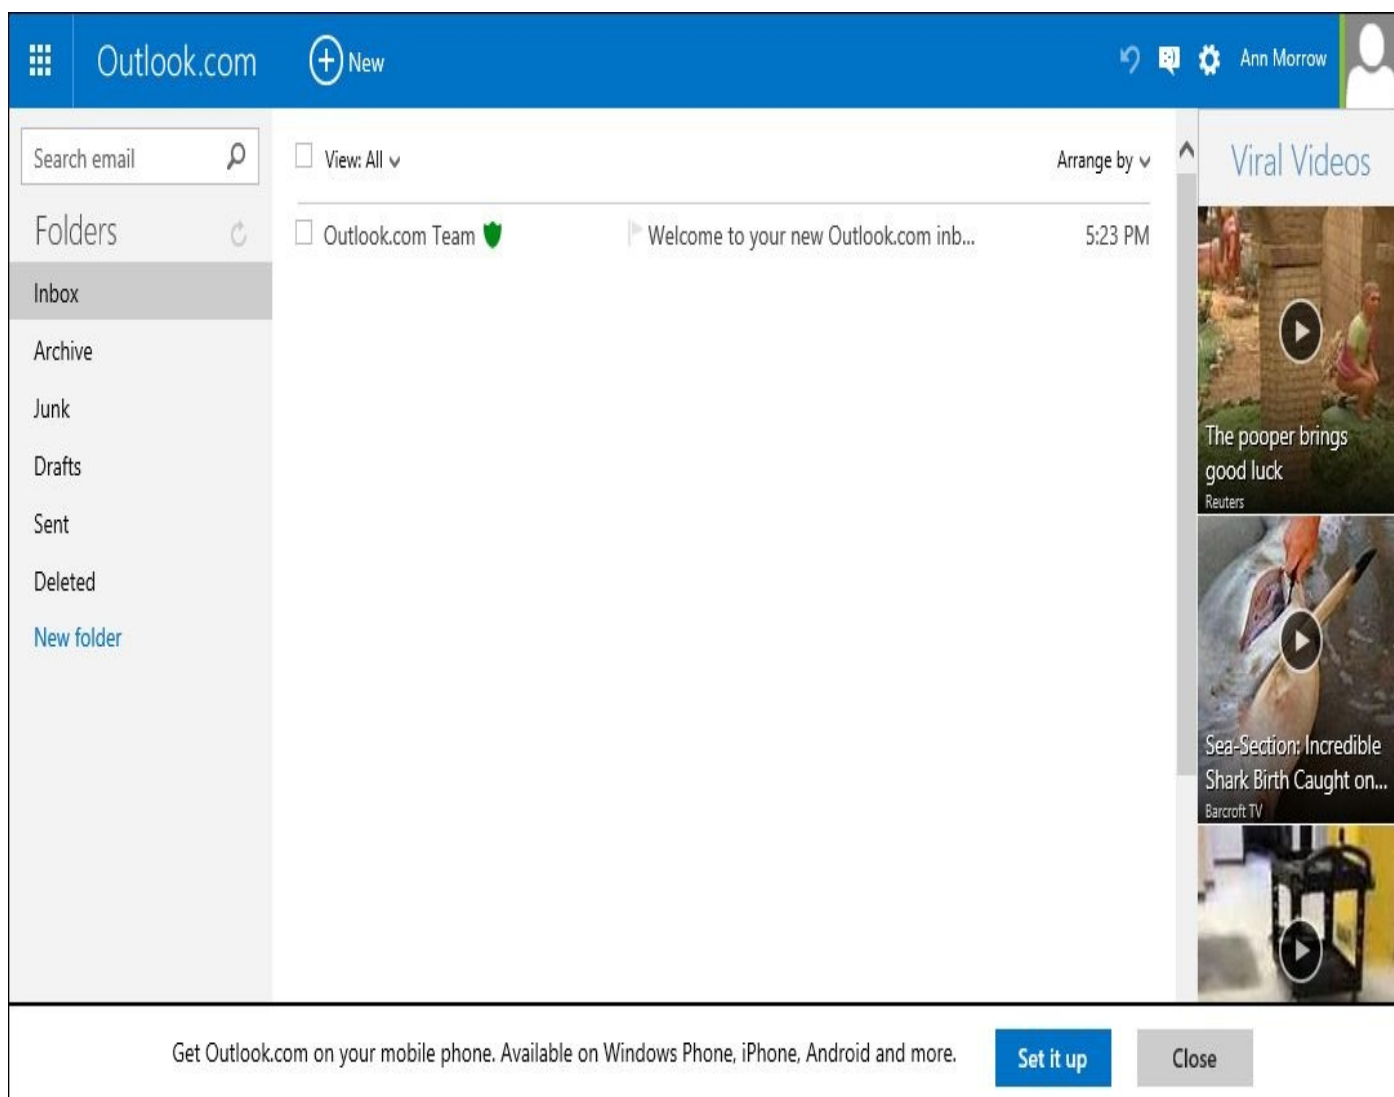 Outlook.com
New
Ann Morrow
Search email
Folders
Inbox
Archive
Junk
Drafts
Sent
Deleted
New folder
View: All
Arrange by
Outlook.com Team
Welcome to your new Outlook.com inb...
5:23 PM
Viral Videos
The pooper brings
good luck
Reuters
Sea-Section: Incredible
Shark Birth Caught on...
Barcroft TV
Get Outlook.com on your mobile phone. Available on Windows Phone, iPhone, Android and more.
Set it up
Close